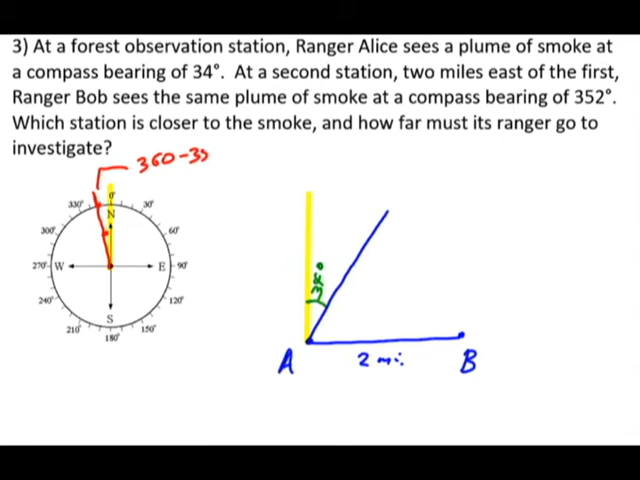 3) At a forest observation station, Ranger Alice sees a plume of smoke at
a compass bearing of 34°.  At a second station, two miles east of the first,
Ranger Bob sees the same plume of smoke at a compass bearing of 352°.
Which station is closer to the smoke, and how far must its ranger go to
investigate?
360-35
330° 0° 30°
N
300° 60°
270° W E 90°
240° 120°
S
210° 150°
180°
A 2 mi B